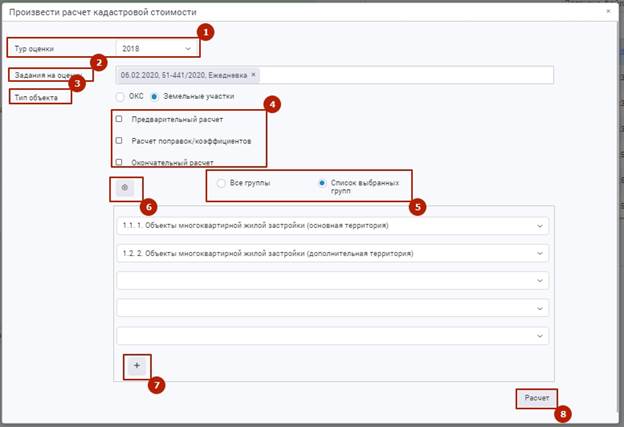 Произвести расчет кадастровой стоимости ×
1
Тур оценки 2018
2
Задания на оценку 06.02.2020, 51-441/2020, Ежедневка ×
3
Тип объекта ОКС Земельные участки
4
Предварительный расчет
Расчет поправок/коэффициентов
Окончательный расчет
Все группы Список выбранных
групп
5
6
1.1. 1. Объекты многоквартирной жилой застройки (основная территория)
1.2. 2. Объекты многоквартирной жилой застройки (дополнительная территория)
+
7
Расчет
8